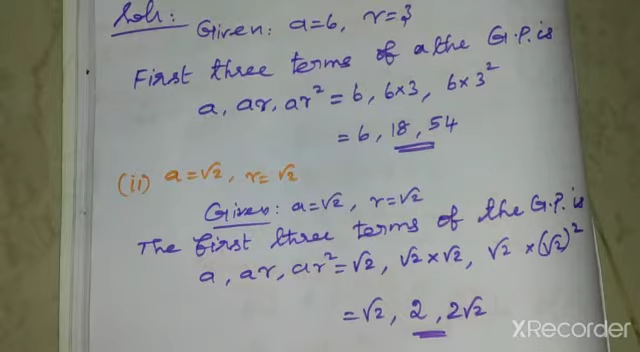 Soln:
Given: a=6, r=3
First three terms of a the G.P. is
a, ar, ar² = 6, 6×3, 6×3²
= 6, 18, 54
(ii) a=√2, r=√2
Given: a=√2, r=√2
The first three terms of the G.P. is
a, ar, ar² = √2, √2×√2, √2×(√2)²
= √2, 2, 2√2
XRecorder